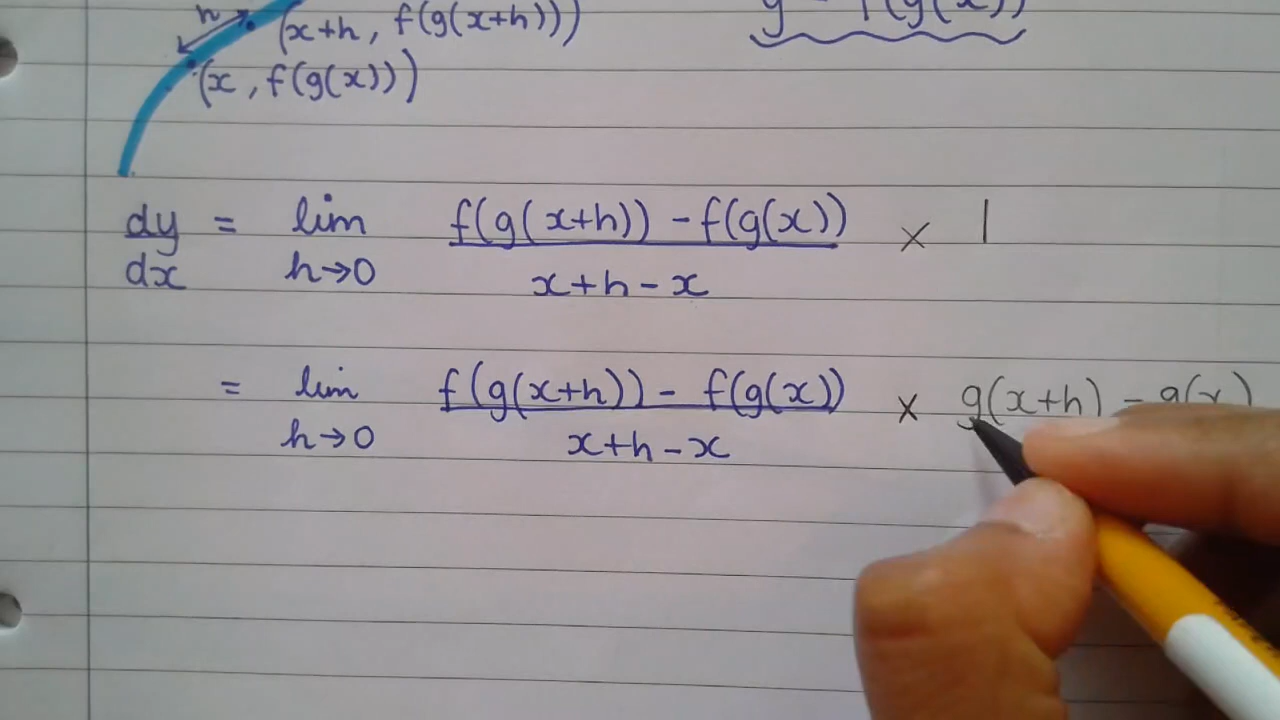 h
(x+h, f(g(x+h)))
y = f(g(x))
(x, f(g(x)))
dy = lim f(g(x+h)) - f(g(x)) × 1
dx h→0 x+h-x
= lim f(g(x+h)) - f(g(x)) × g(x+h) - g(x)
h→0 x+h-x